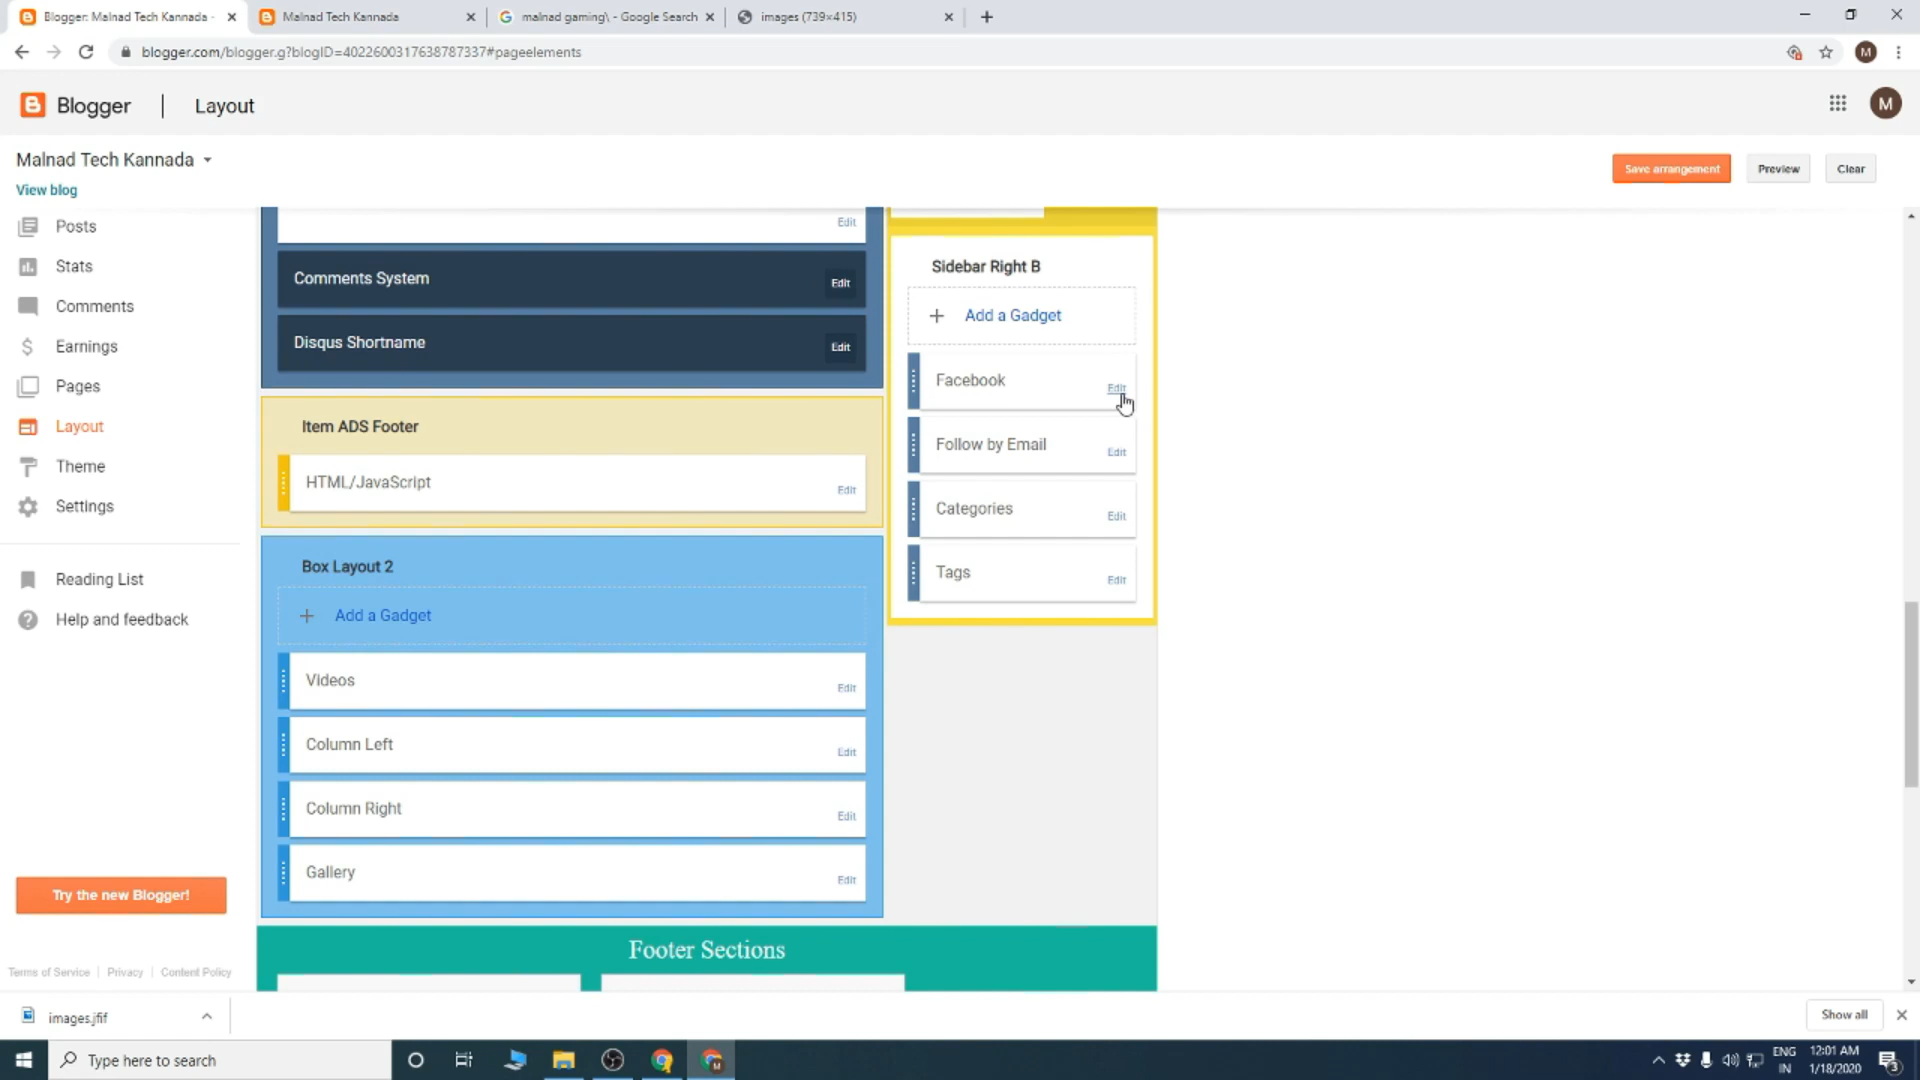 Blogger: Malnad Tech Kannada -
Malnad Tech Kannada
malnad gaming\ - Google Search
images (739×415)
blogger.com/blogger.g?blogID=4022600317638787337#pageelements
M
Blogger | Layout
M
Malnad Tech Kannada
View blog
Save arrangement
Preview
Clear
Posts
Stats
Comments
Earnings
Pages
Layout
Theme
Settings
Reading List
Help and feedback
Try the new Blogger!
Terms of Service | Privacy | Content Policy
Edit
Comments System
Edit
Disqus Shortname
Edit
Item ADS Footer
HTML/JavaScript
Edit
Box Layout 2
+ Add a Gadget
Videos
Edit
Column Left
Edit
Column Right
Edit
Gallery
Edit
Sidebar Right B
+ Add a Gadget
Facebook
Edit
Follow by Email
Edit
Categories
Edit
Tags
Edit
Footer Sections
images.jfif
Show all
Type here to search
M
ENG
IN
12:01 AM
1/18/2020
3